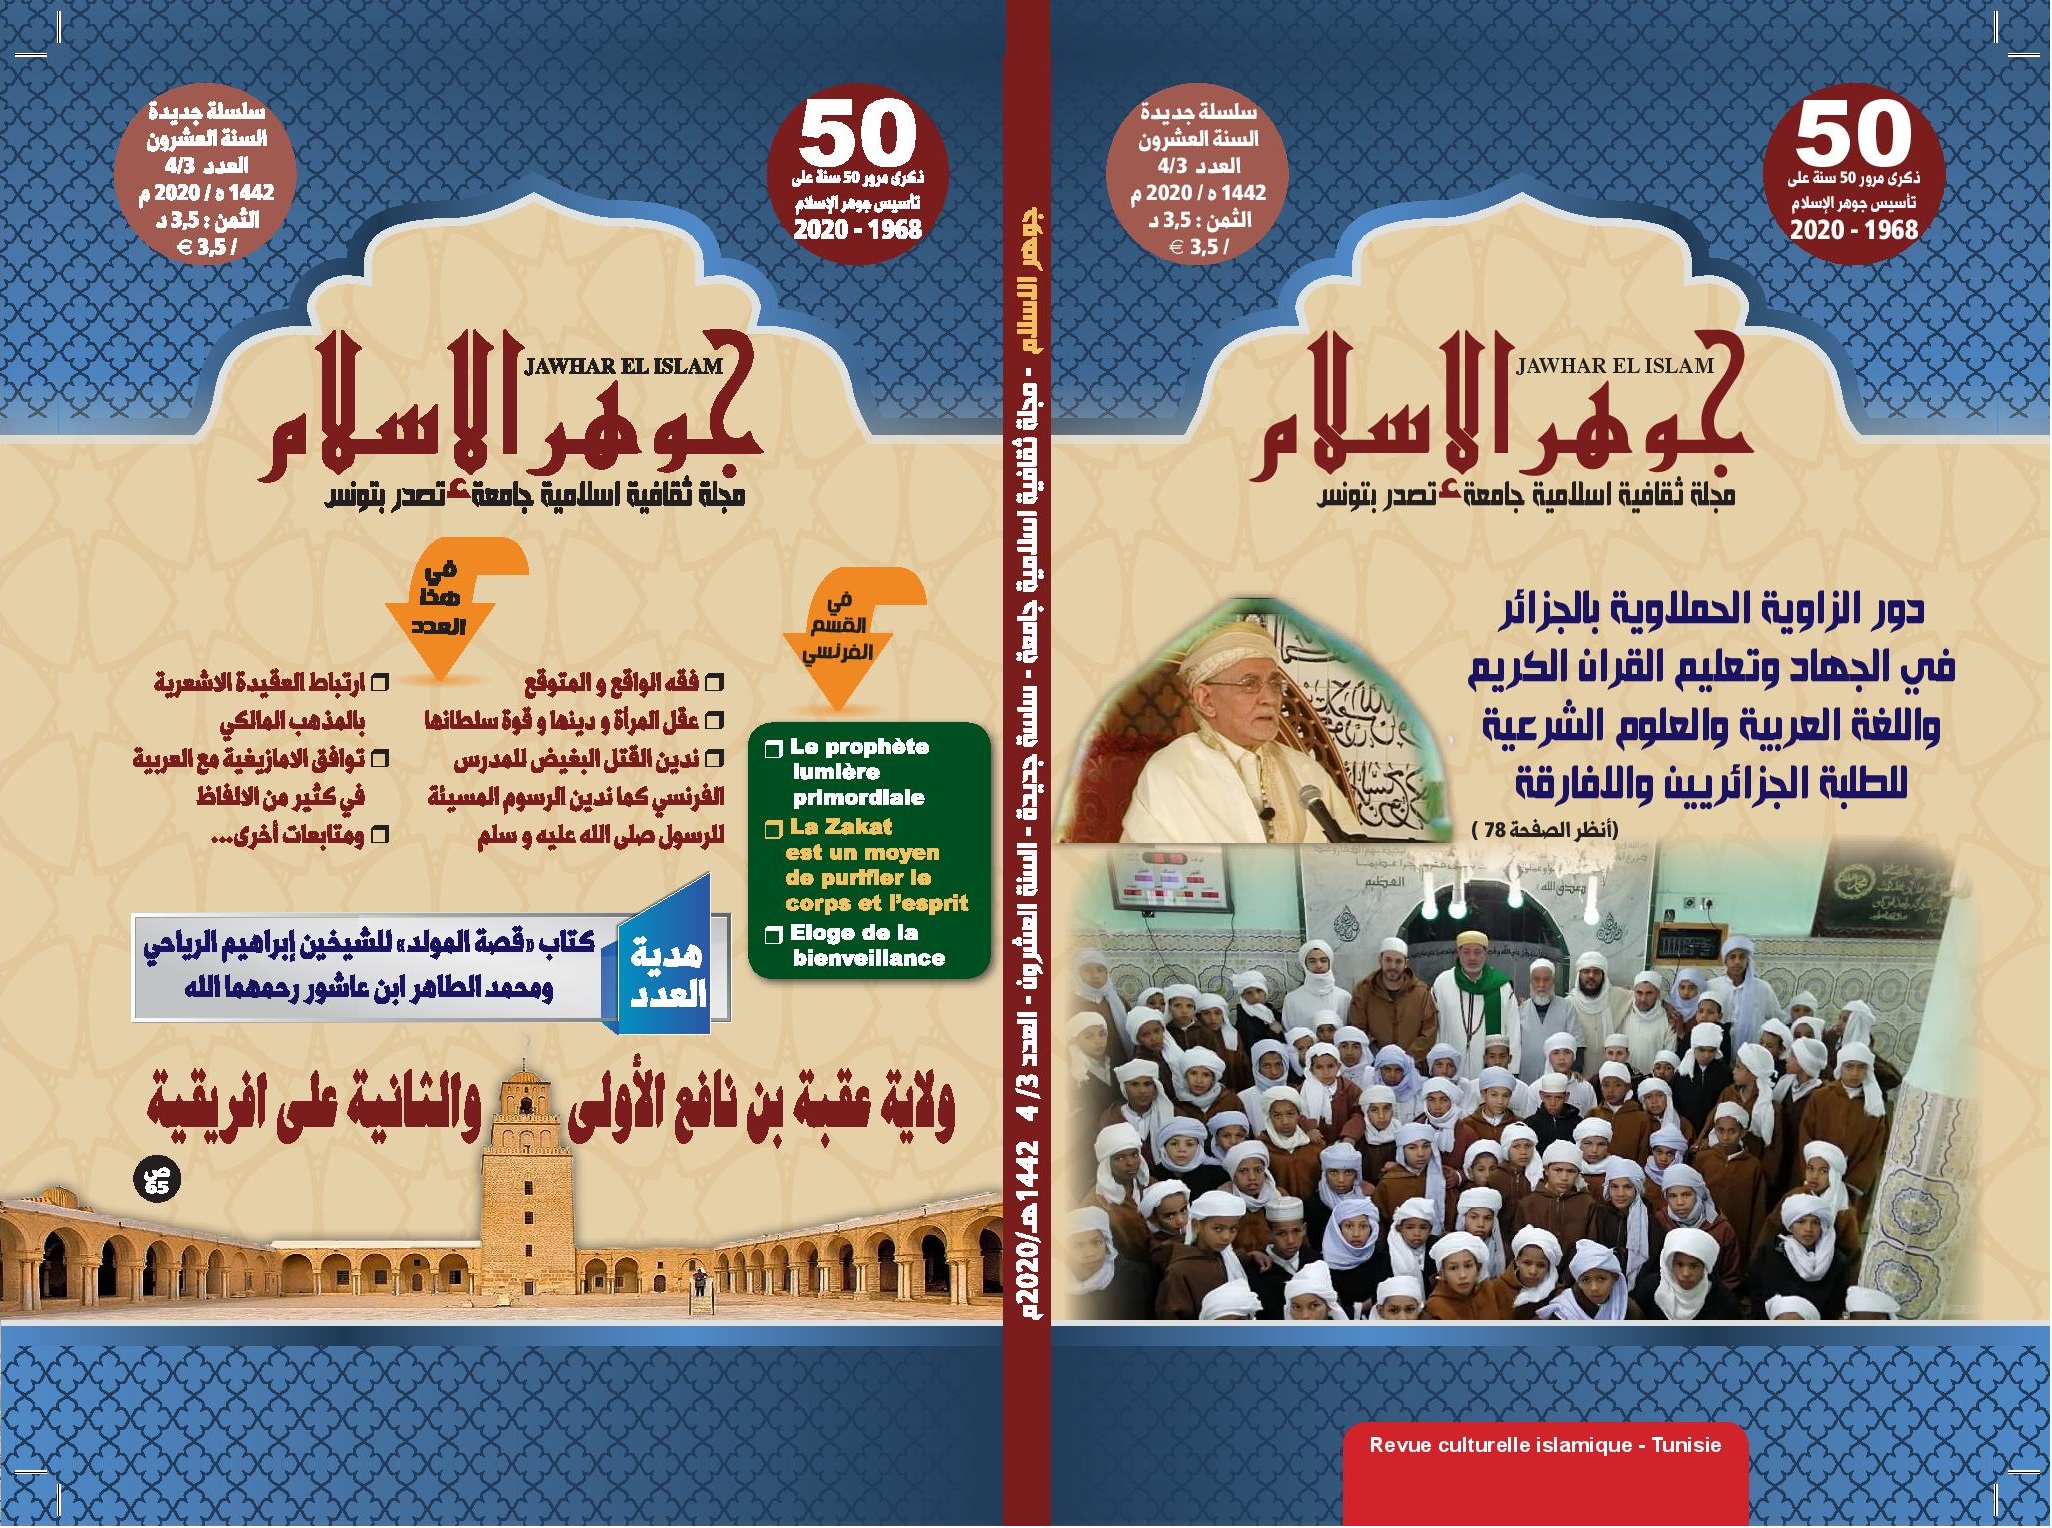 50
ذكرى مرور 50 سنة على
تأسيس جوهر الإسلام
1968 - 2020
سلسلة جديدة
السنة العشرون
العدد 4/3
1442 ه / 2020 م
الثمن : 3,5 د
/ 3,5 €
جوهر الإسلام
JAWHAR EL ISLAM
مجلة ثقافية اسلامية جامعة تصدر بتونس
دور الزاوية الحملاوية بالجزائر
في الجهاد وتعليم القران الكريم
واللغة العربية والعلوم الشرعية
للطلبة الجزائريين والافارقة
(أنظر الصفحة 78 )
Revue culturelle islamique - Tunisie
جوهر الاسلام - مجلة ثقافية اسلامية جامعة - سلسة جديدة - السنة العشرون - العدد 3/ 4 1442هـ/2020م
50
ذكرى مرور 50 سنة على
تأسيس جوهر الإسلام
1968 - 2020
سلسلة جديدة
السنة العشرون
العدد 4/3
1442 ه / 2020 م
الثمن : 3,5 د
/ 3,5 €
جوهر الإسلام
JAWHAR EL ISLAM
مجلة ثقافية اسلامية جامعة تصدر بتونس
في
القسم
الفرنسي
Le prophète
lumière
primordiale
La Zakat
est un moyen
de purifier le
corps et l'esprit
Eloge de la
bienveillance
في
هذا
العدد
فقه الواقع و المتوقع
عقل المرأة و دينها و قوة سلطانها
ندين القتل البغيض للمدرس
الفرنسي كما ندين الرسوم المسيئة
للرسول صلى الله عليه و سلم
ارتباط العقيدة الاشعرية
بالمذهب المالكي
توافق الامازيغية مع العربية
في كثير من الالفاظ
ومتابعات أخرى...
هدية
العدد
كتاب «قصة المولد» للشيخين إبراهيم الرياحي
ومحمد الطاهر ابن عاشور رحمهما الله
ولاية عقبة بن نافع الأولى والثانية على افريقية
ص
65